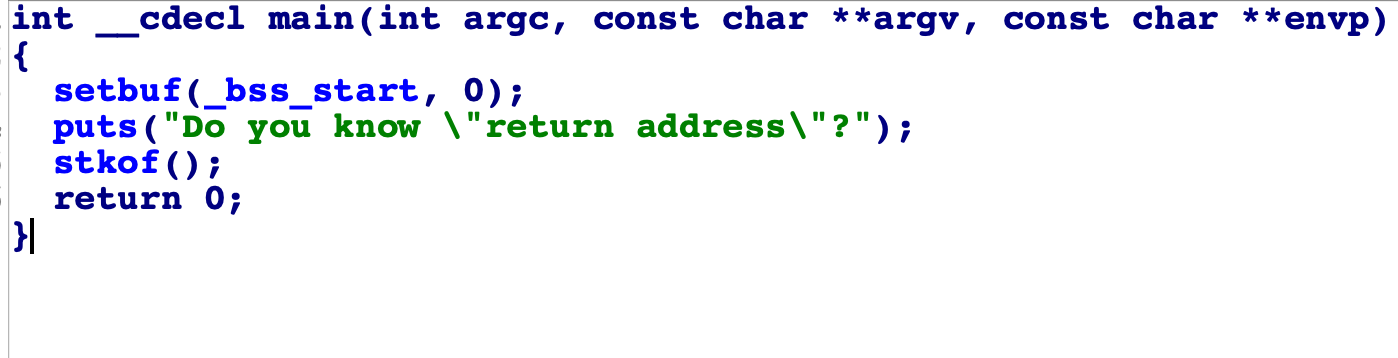 int __cdecl main(int argc, const char **argv, const char **envp)
{
  setbuf(_bss_start, 0);
  puts("Do you know \"return address\"?");
  stkof();
  return 0;
}